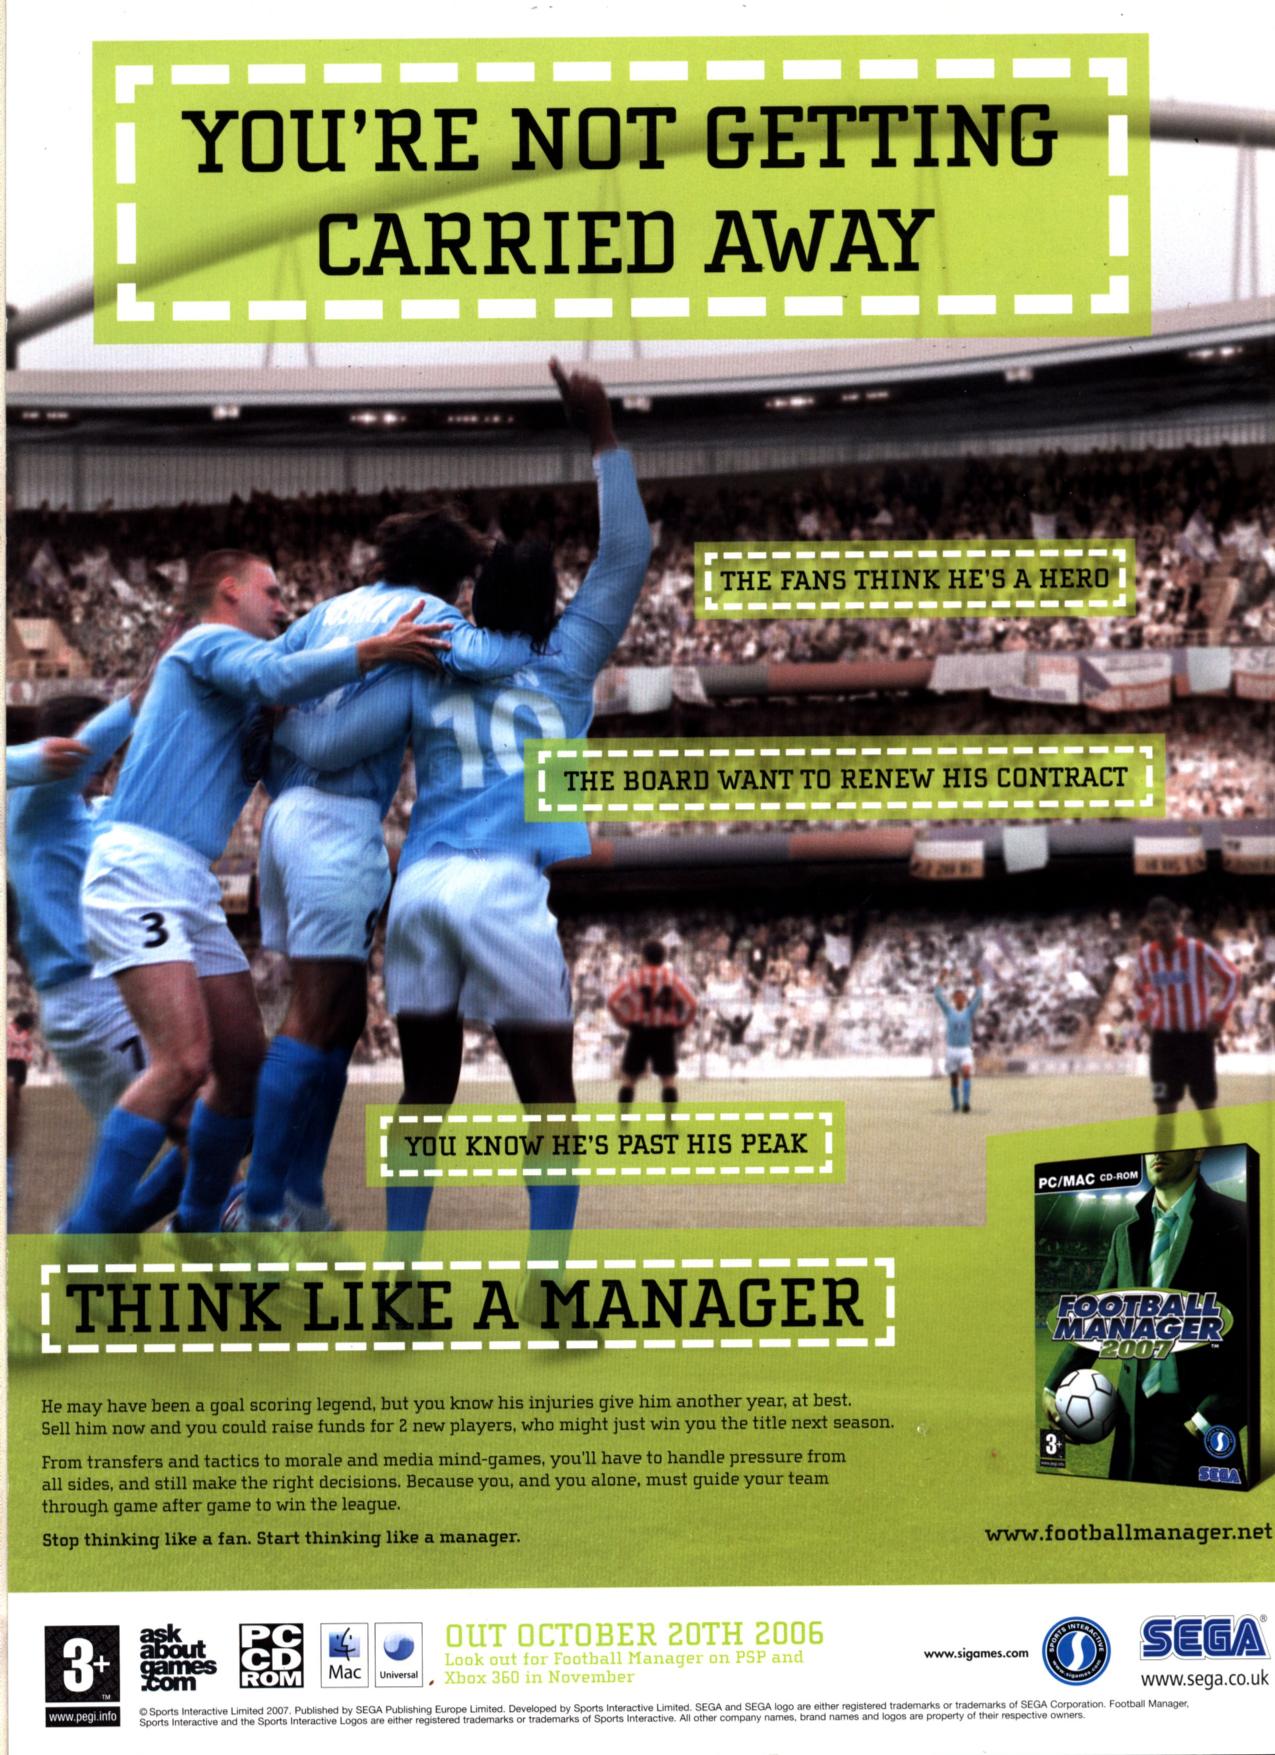 YOU'RE NOT GETTING
CARRIED AWAY
THE FANS THINK HE'S A HERO
10
THE BOARD WANT TO RENEW HIS CONTRACT
3
14
7
YOU KNOW HE'S PAST HIS PEAK
THINK LIKE A MANAGER
He may have been a goal scoring legend, but you know his injuries give him another year, at best.
Sell him now and you could raise funds for 2 new players, who might just win you the title next season.
From transfers and tactics to morale and media mind-games, you'll have to handle pressure from
all sides, and still make the right decisions. Because you, and you alone, must guide your team
through game after game to win the league.
Stop thinking like a fan. Start thinking like a manager.
PC/MAC CD-ROM
FOOTBALL
MANAGER
2007™
3+
SEGA
www.footballmanager.net
3+™
www.pegi.info
ask
about
games
.com
PC
CD
ROM
Mac
Universal
OUT OCTOBER 20TH 2006
Look out for Football Manager on PSP and
Xbox 360 in November
www.sigames.com
SPORTS INTERACTIVE
www.sigames.com
SEGA®
www.sega.co.uk
© Sports Interactive Limited 2007. Published by SEGA Publishing Europe Limited. Developed by Sports Interactive Limited. SEGA and SEGA logo are either registered trademarks or trademarks of SEGA Corporation. Football Manager,
Sports Interactive and the Sports Interactive Logos are either registered trademarks or trademarks of Sports Interactive. All other company names, brand names and logos are property of their respective owners.